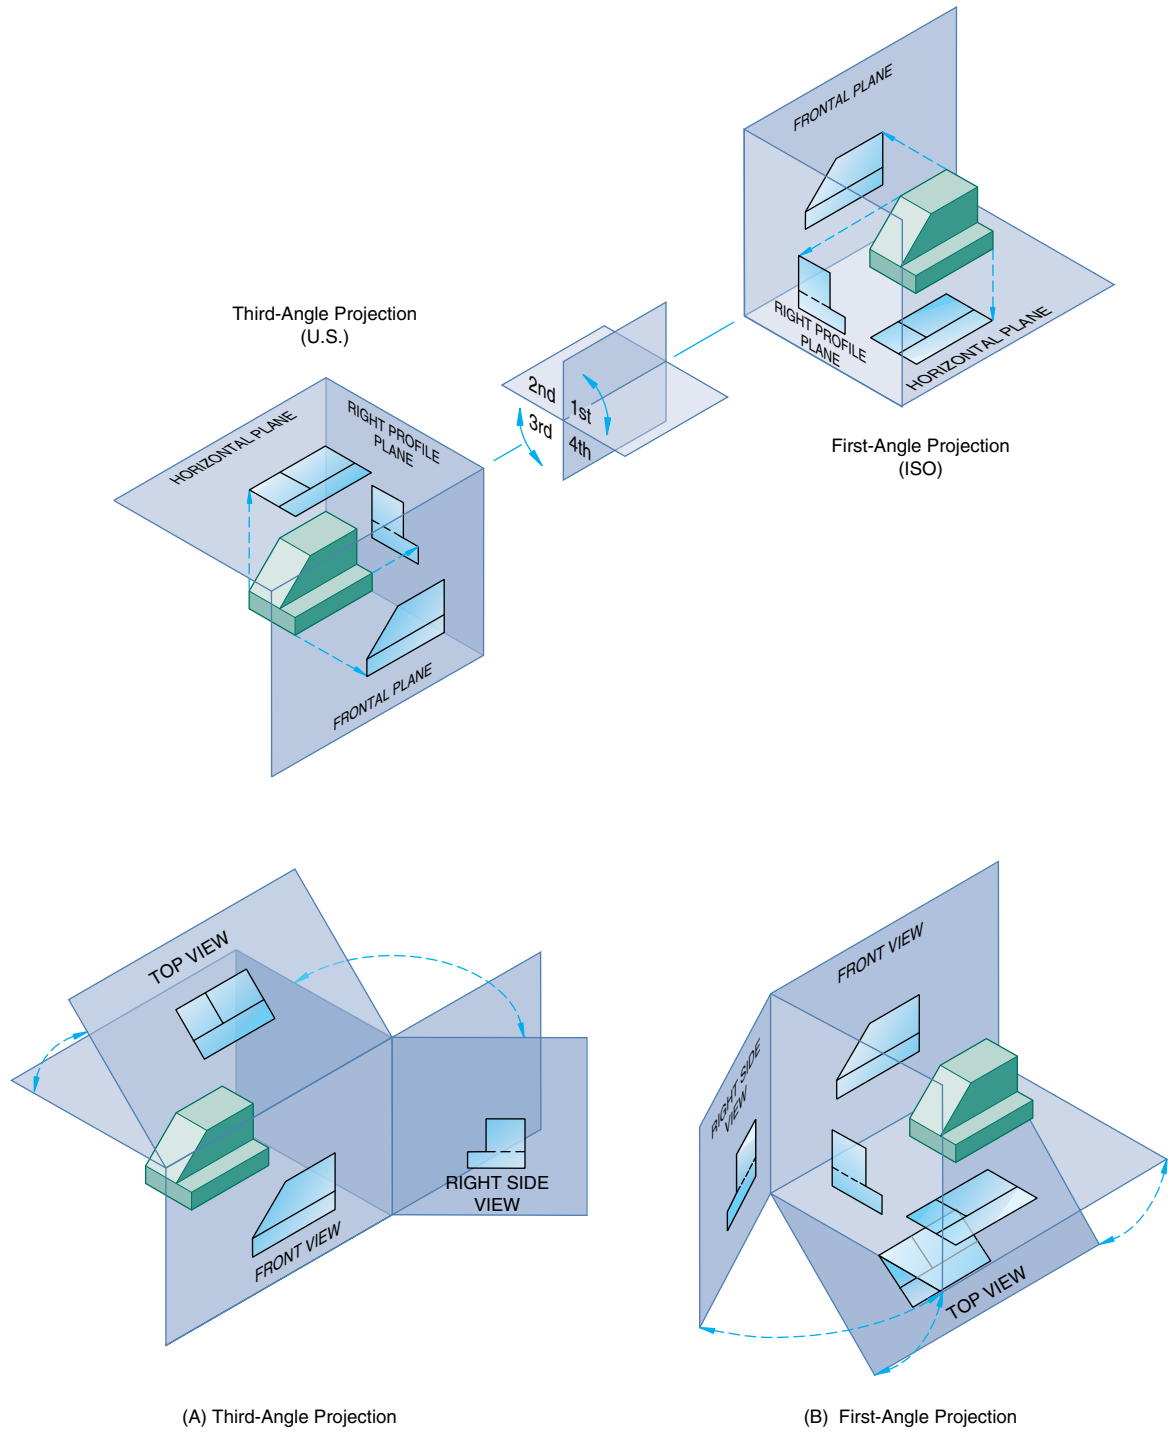 FRONTAL PLANE
RIGHT PROFILE
PLANE
HORIZONTAL PLANE
First-Angle Projection
(ISO)
Third-Angle Projection
(U.S.)
2nd
1st
3rd
4th
HORIZONTAL PLANE
RIGHT PROFILE
PLANE
FRONTAL PLANE
TOP VIEW
RIGHT SIDE
VIEW
FRONT VIEW
FRONT VIEW
RIGHT SIDE
VIEW
TOP VIEW
(A) Third-Angle Projection
(B) First-Angle Projection